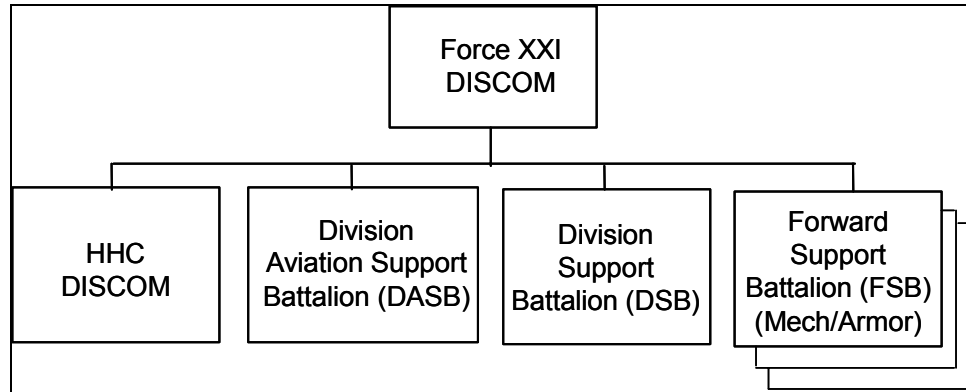 Force XXI
DISCOM
HHC
DISCOM
Division
Aviation Support
Battalion (DASB)
Division
Support
Battalion (DSB)
Forward
Support
Battalion (FSB)
(Mech/Armor)